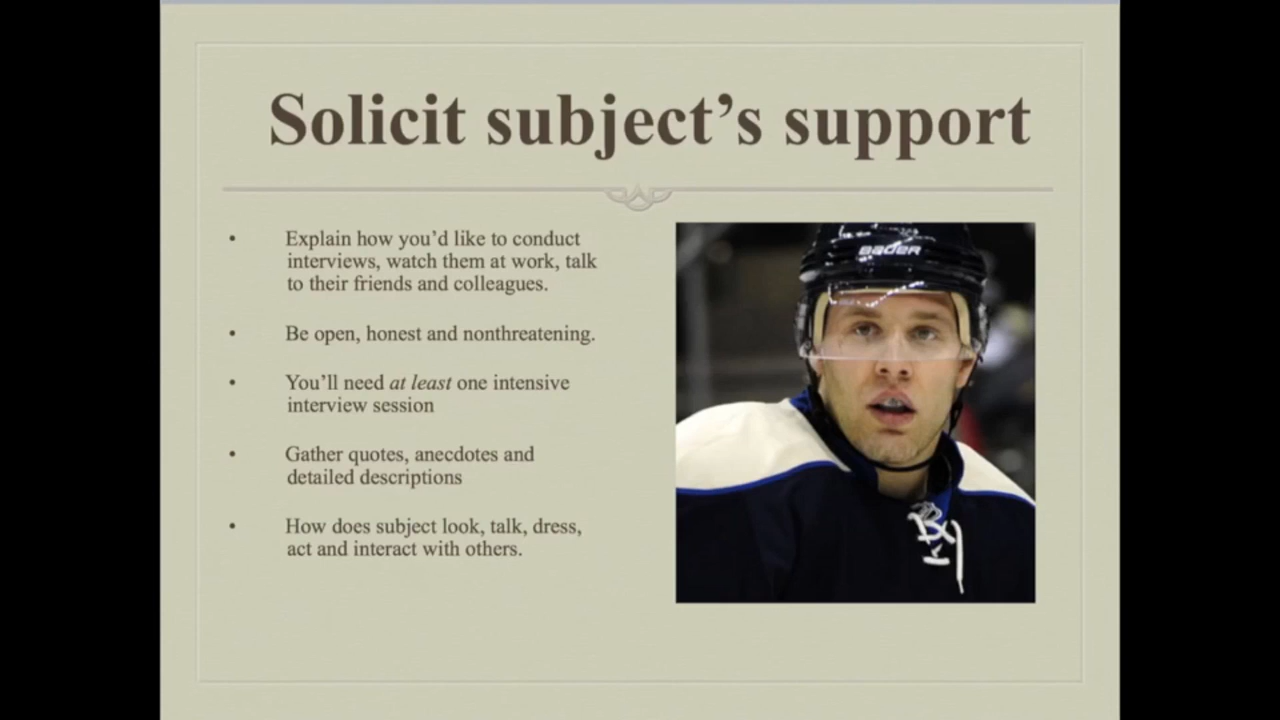 Solicit subject’s support
• Explain how you’d like to conduct
interviews, watch them at work, talk
to their friends and colleagues.
• Be open, honest and nonthreatening.
• You’ll need at least one intensive
interview session
• Gather quotes, anecdotes and
detailed descriptions
• How does subject look, talk, dress,
act and interact with others.
BAUER